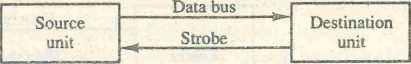 Data bus
Source
unit
Strobe
Destination
unit